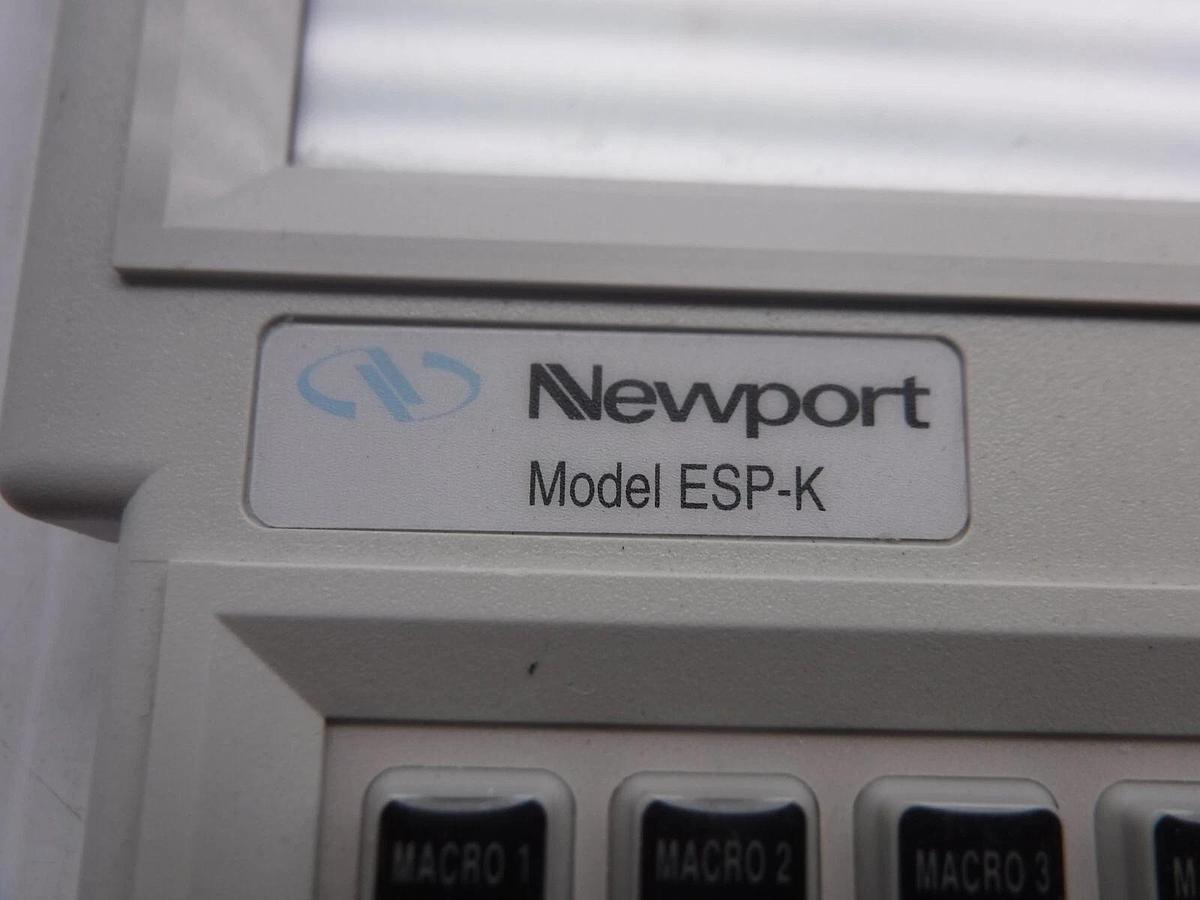 Newport
Model ESP-K
MACRO 1
MACRO 2
MACRO 3